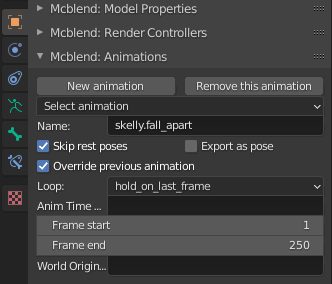 Mcblend: Model Properties
Mcblend: Render Controllers
Mcblend: Animations
New animation Remove this animation
Select animation
Name: skelly.fall_apart
Skip rest poses Export as pose
Override previous animation
Loop: hold_on_last_frame
Anim Time ...
Frame start 1
Frame end 250
World Origin...